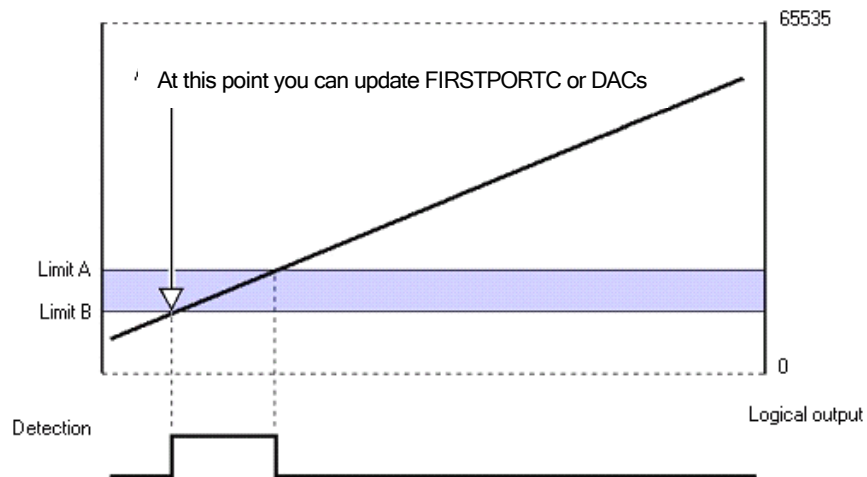 65535
At this point you can update FIRSTPORTC or DACs
Limit A
Limit B
0
Logical output
Detection